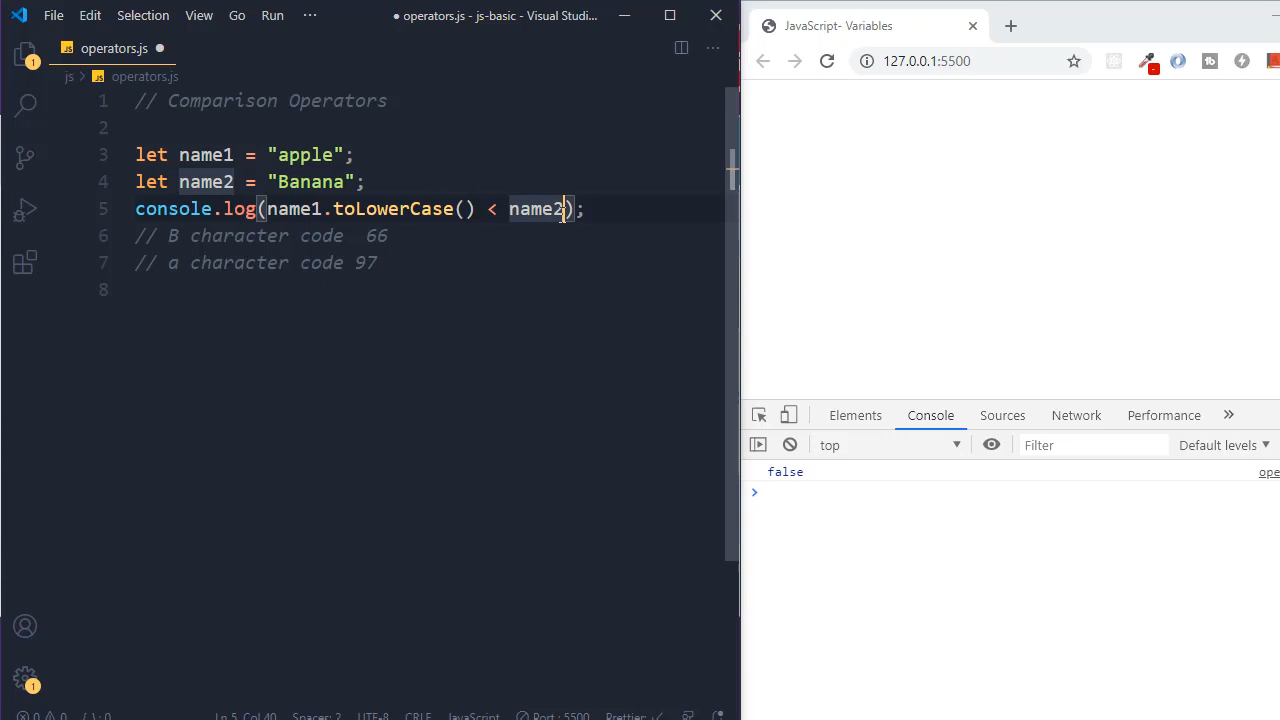 File Edit Selection View Go Run ··· ● operators.js - js-basic - Visual Studi...
operators.js ●
js > operators.js
1 // Comparison Operators
2
3 let name1 = "apple";
4 let name2 = "Banana";
5 console.log(name1.toLowerCase() < name2);
6 // B character code  66
7 // a character code 97
8
1
1
Ln 5, Col 40 Spaces: 2 UTF-8 CRLF JavaScript Port : 5500 Prettier: ✓
JavaScript- Variables
127.0.0.1:5500
Elements Console Sources Network Performance »
top Filter Default levels ▼
false ope
>